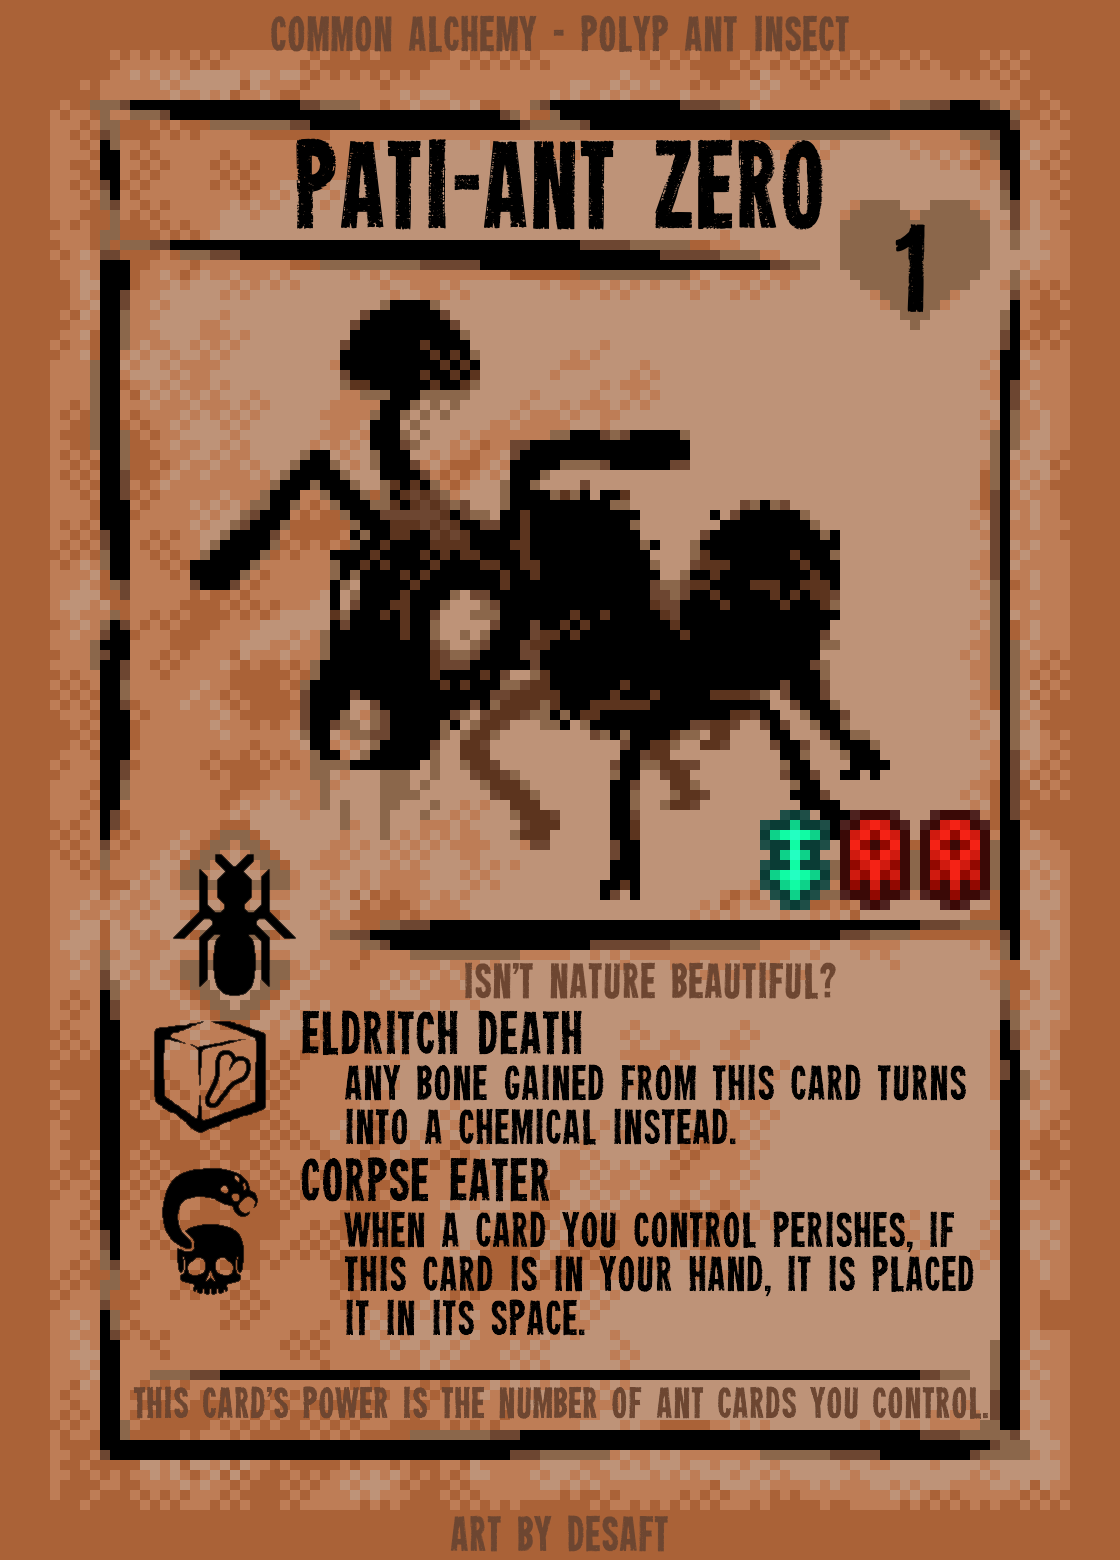 COMMON ALCHEMY - POLYP ANT INSECT
PATI-ANT ZERO
1
ISN'T NATURE BEAUTIFUL?
ELDRITCH DEATH
ANY BONE GAINED FROM THIS CARD TURNS
INTO A CHEMICAL INSTEAD.
CORPSE EATER
WHEN A CARD YOU CONTROL PERISHES, IF
THIS CARD IS IN YOUR HAND, IT IS PLACED
IT IN ITS SPACE.
THIS CARD'S POWER IS THE NUMBER OF ANT CARDS YOU CONTROL.
ART BY DESAFT